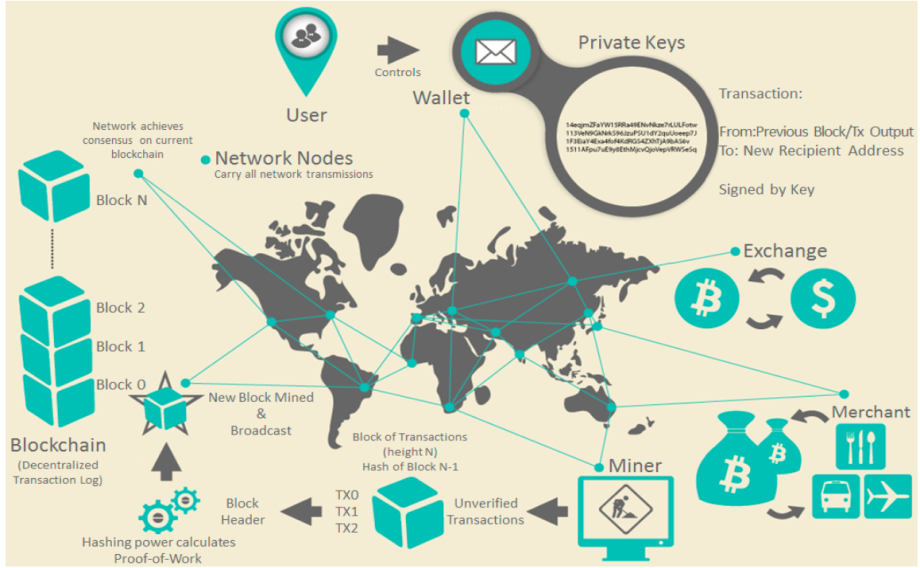 User
Controls
Wallet
Private Keys
Transaction:
From:Previous Block/Tx Output
To: New Recipient Address
Signed by Key
Network achieves
consensus on current
blockchain
Network Nodes
Carry all network transmissions
Block N
Exchange
Block 2
Block 1
Block 0
New Block Mined
&
Broadcast
Merchant
Blockchain
(Decentralized
Transaction Log)
Block of Transactions
(height N)
Hash of Block N-1
Miner
Block
Header
TX0
TX1
TX2
Unverified
Transactions
Hashing power calculates
Proof-of-Work